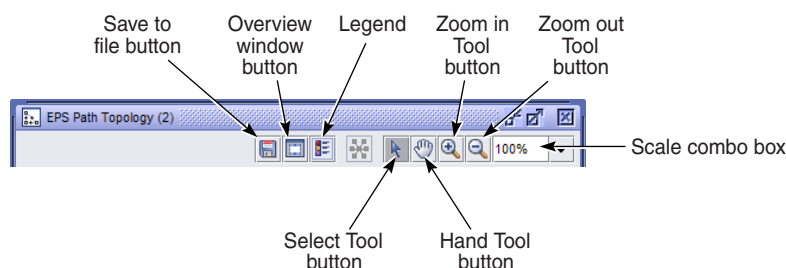 Save to
file button
Overview
window
button
Legend
Zoom in
Tool
button
Zoom out
Tool
button
EPS Path Topology (2)
100%
Scale combo box
Select Tool
button
Hand Tool
button